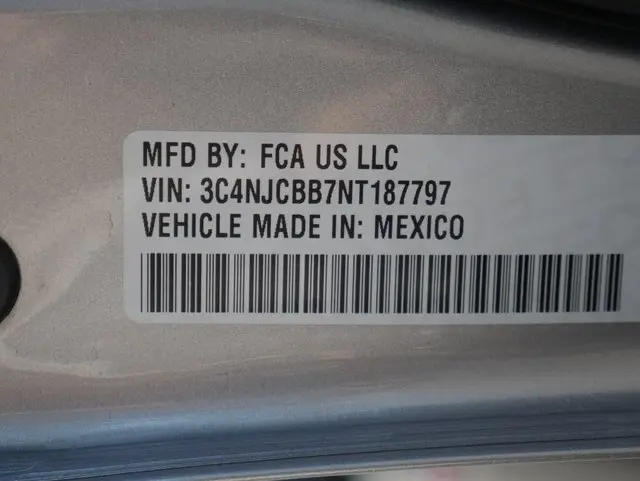 MFD BY: FCA US LLC
VIN: 3C4NJCBB7NT187797
VEHICLE MADE IN: MEXICO